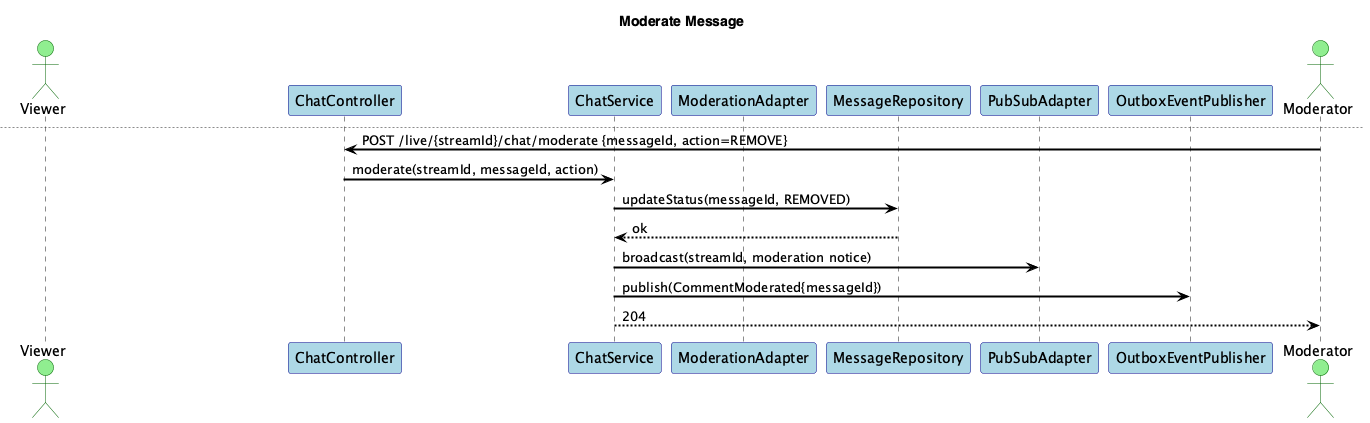 Moderate Message
Viewer
ChatController
ChatService
ModerationAdapter
MessageRepository
PubSubAdapter
OutboxEventPublisher
Moderator
POST /live/{streamId}/chat/moderate {messageId, action=REMOVE}
moderate(streamId, messageId, action)
updateStatus(messageId, REMOVED)
ok
broadcast(streamId, moderation notice)
publish(CommentModerated{messageId})
204
Viewer
ChatController
ChatService
ModerationAdapter
MessageRepository
PubSubAdapter
OutboxEventPublisher
Moderator